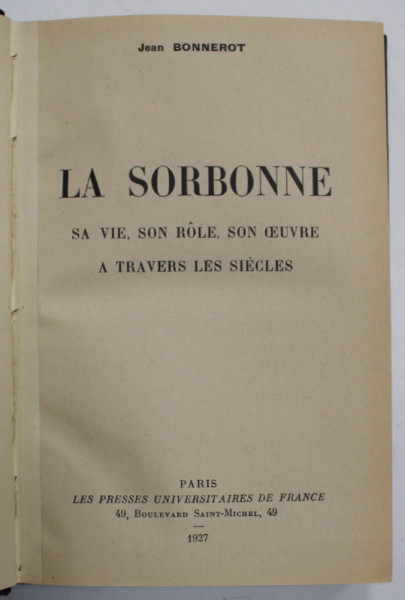 Jean BONNEROT
LA SORBONNE
SA VIE, SON RÔLE, SON ŒUVRE
A TRAVERS LES SIÈCLES
PARIS
LES PRESSES UNIVERSITAIRES DE FRANCE
49, BOULEVARD SAINT-MICHEL, 49
—
1927